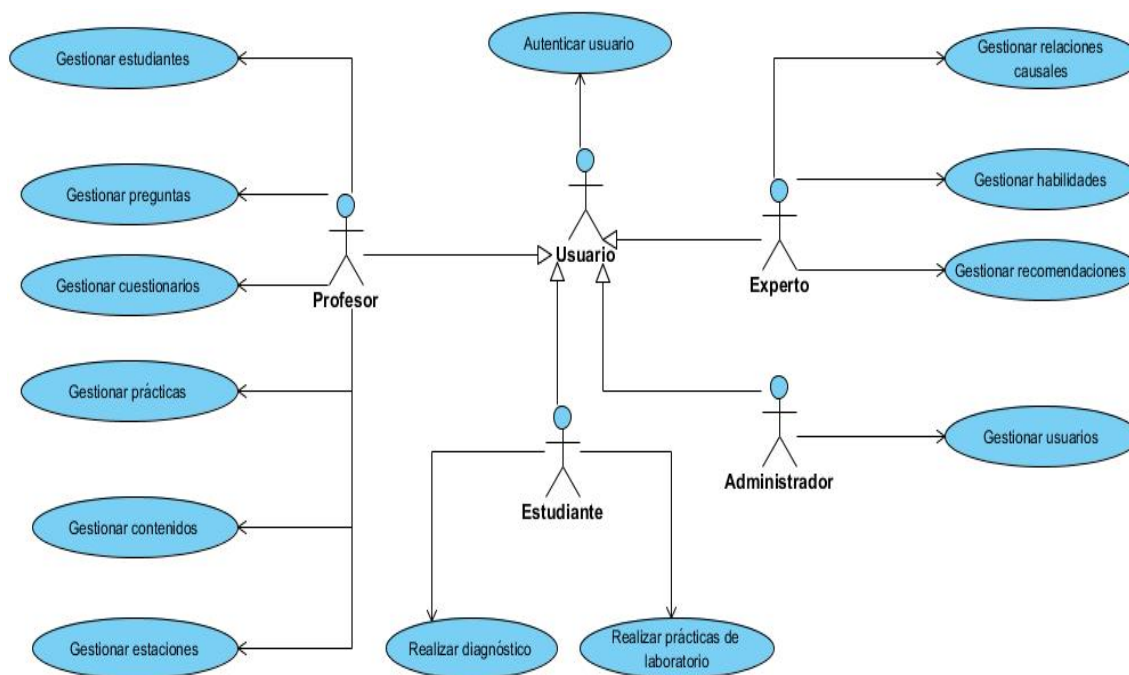 Autenticar usuario
Gestionar estudiantes
Gestionar relaciones
causales
Gestionar preguntas
Gestionar habilidades
Usuario
Gestionar cuestionarios
Profesor
Experto
Gestionar recomendaciones
Gestionar prácticas
Gestionar usuarios
Administrador
Estudiante
Gestionar contenidos
Gestionar estaciones
Realizar diagnóstico
Realizar prácticas de
laboratorio